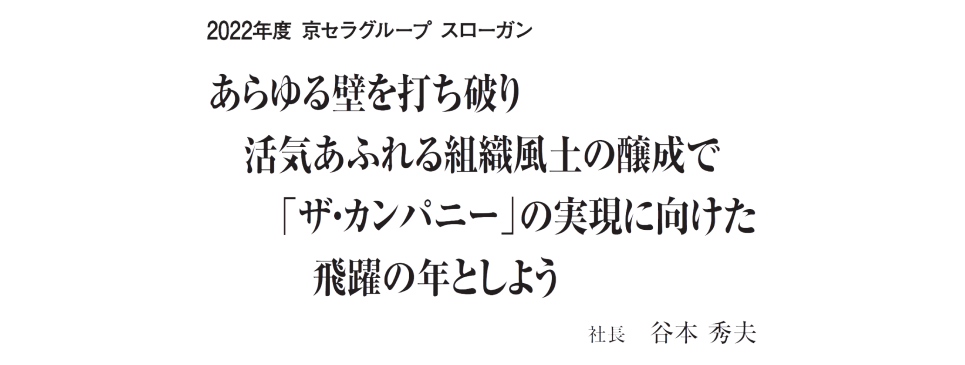 2022年度 京セラグループ スローガン
あらゆる壁を打ち破り
活気あふれる組織風土の醸成で
「ザ・カンパニー」の実現に向けた
飛躍の年としよう
社長　谷本 秀夫